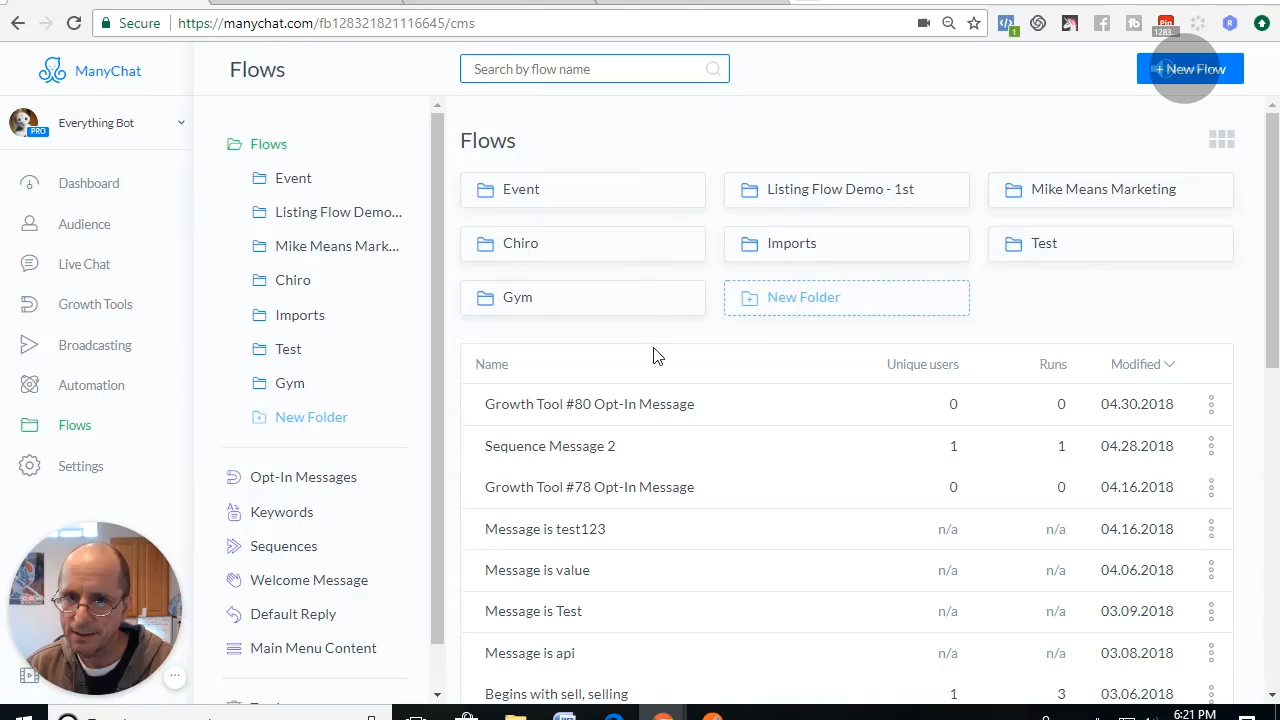 Secure
https://manychat.com/fb128321821116645/cms
1
Pin
1283...
R
ManyChat
Flows
Search by flow name
+ New Flow
PRO
Everything Bot
Dashboard
Audience
Live Chat
Growth Tools
Broadcasting
Automation
Flows
Settings
Flows
Event
Listing Flow Demo...
Mike Means Mark...
Chiro
Imports
Test
Gym
New Folder
Opt-In Messages
Keywords
Sequences
Welcome Message
Default Reply
Main Menu Content
Flows
Event
Listing Flow Demo - 1st
Mike Means Marketing
Chiro
Imports
Test
Gym
New Folder
Name Unique users Runs Modified
Growth Tool #80 Opt-In Message 0 0 04.30.2018
Sequence Message 2 1 1 04.28.2018
Growth Tool #78 Opt-In Message 0 0 04.16.2018
Message is test123 n/a n/a 04.16.2018
Message is value n/a n/a 04.06.2018
Message is Test n/a n/a 03.09.2018
Message is api n/a n/a 03.08.2018
Begins with sell, selling 1 3 03.06.2018
6:21 PM